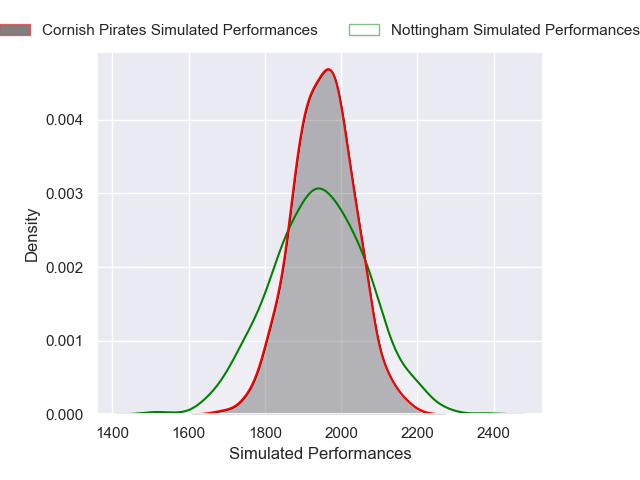 Cornish Pirates Simulated Performances
Nottingham Simulated Performances
Density
0.004
0.003
0.002
0.001
0.000
1400 1600 1800 2000 2200 2400
Simulated Performances